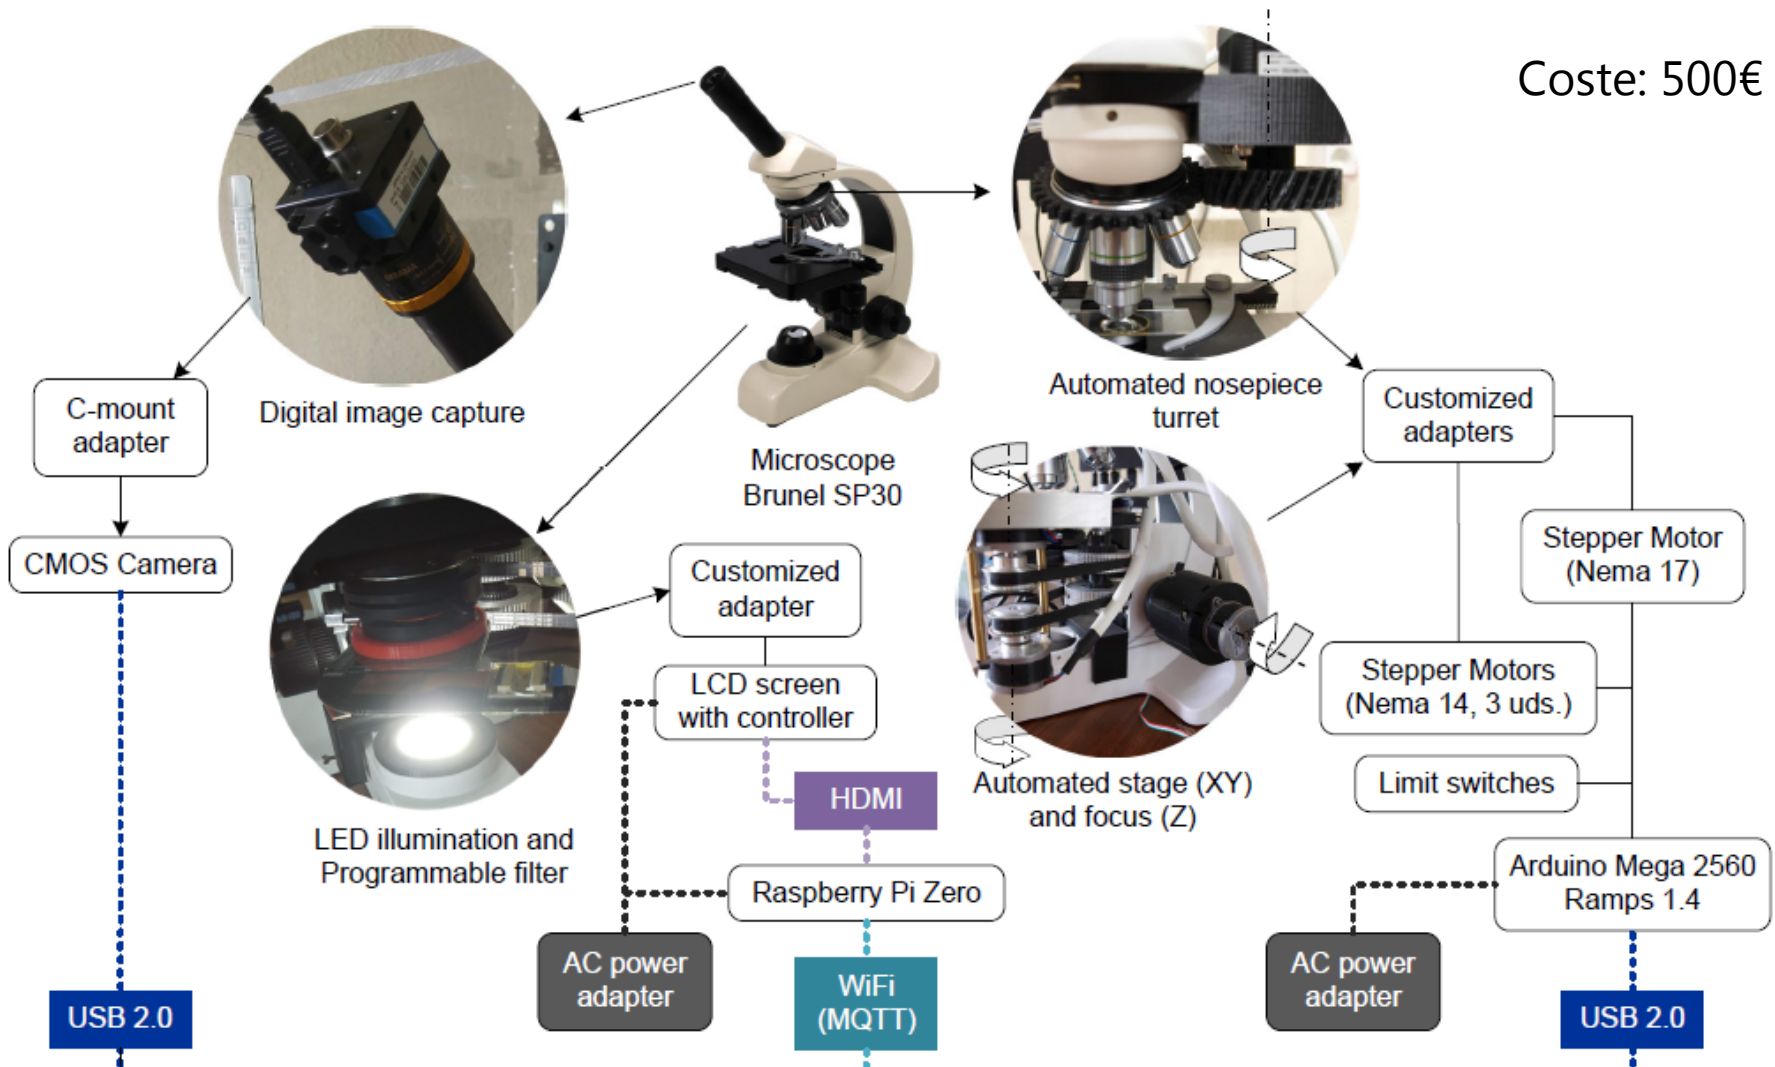 Coste: 500€
Digital image capture
C-mount
adapter
CMOS Camera
USB 2.0
Microscope
Brunel SP30
Automated nosepiece
turret
Customized
adapters
Stepper Motor
(Nema 17)
Stepper Motors
(Nema 14, 3 uds.)
Limit switches
Arduino Mega 2560
Ramps 1.4
AC power
adapter
USB 2.0
Automated stage (XY)
and focus (Z)
LED illumination and
Programmable filter
Customized
adapter
LCD screen
with controller
HDMI
Raspberry Pi Zero
AC power
adapter
WiFi
(MQTT)